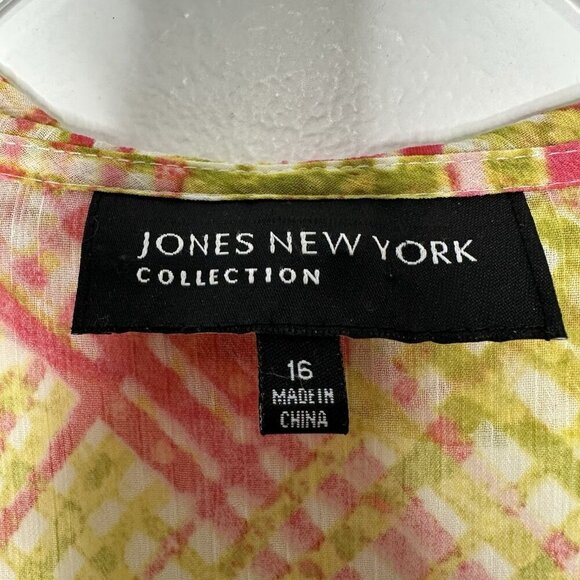 JONES NEW YORK
COLLECTION
16
MADE IN
CHINA